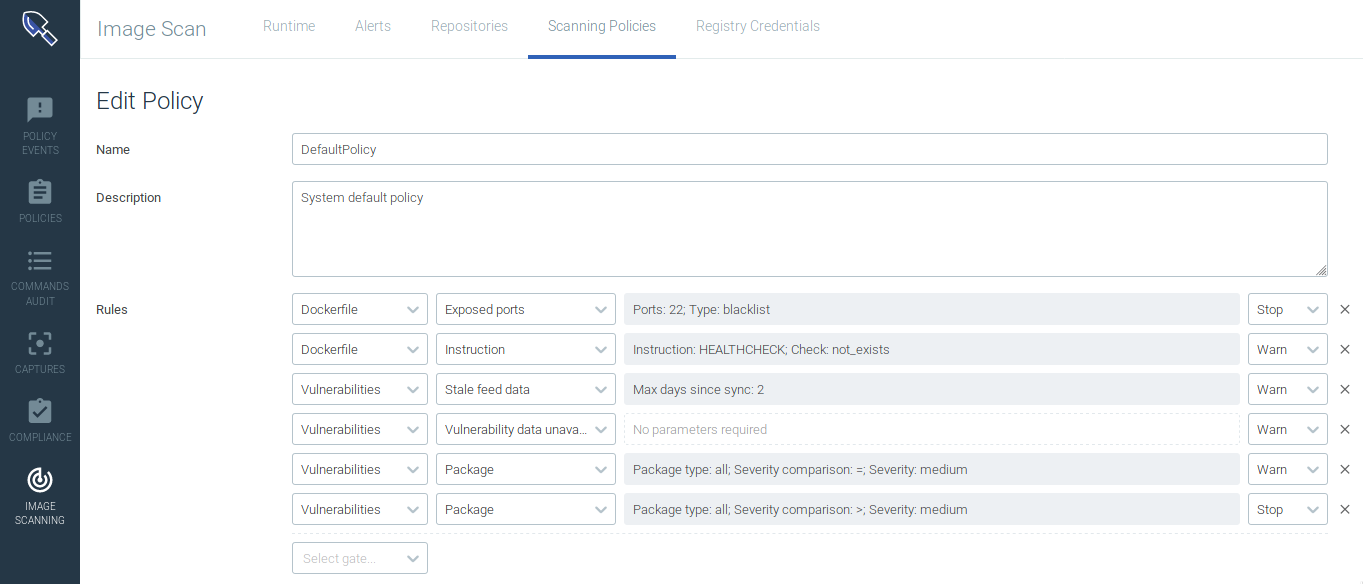 Image Scan
Runtime
Alerts
Repositories
Scanning Policies
Registry Credentials
POLICY
EVENTS
POLICIES
COMMANDS
AUDIT
CAPTURES
COMPLIANCE
IMAGE
SCANNING
Edit Policy
Name
DefaultPolicy
Description
System default policy
Rules
Dockerfile Exposed ports Ports: 22; Type: blacklist Stop
Dockerfile Instruction Instruction: HEALTHCHECK; Check: not_exists Warn
Vulnerabilities Stale feed data Max days since sync: 2 Warn
Vulnerabilities Vulnerability data unava... No parameters required Warn
Vulnerabilities Package Package type: all; Severity comparison: =; Severity: medium Warn
Vulnerabilities Package Package type: all; Severity comparison: >; Severity: medium Stop
Select gate...